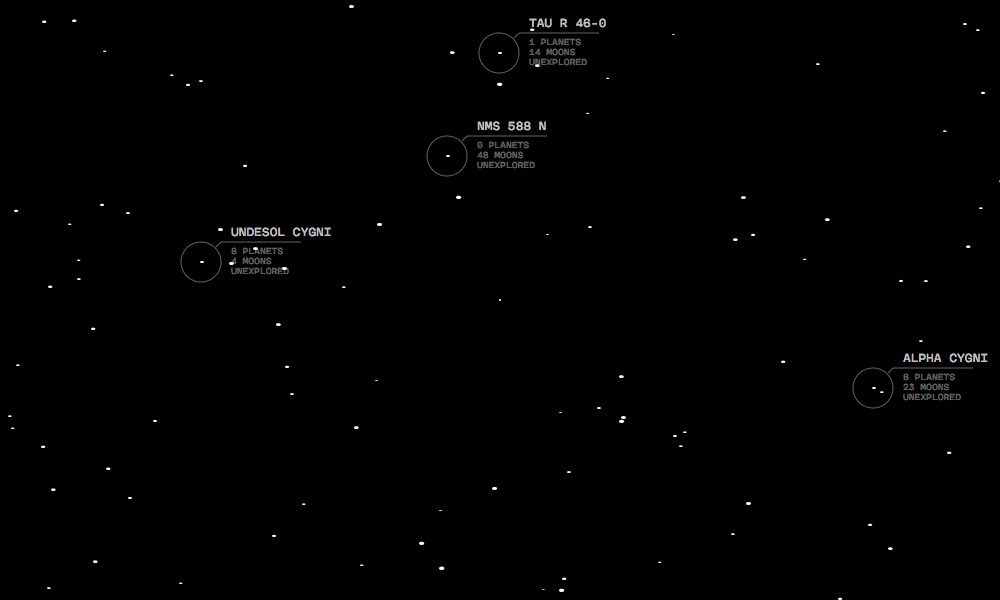 TAU R 46-0
1 PLANETS
14 MOONS
UNEXPLORED
NMS 588 N
0 PLANETS
48 MOONS
UNEXPLORED
UNDESOL CYGNI
8 PLANETS
4 MOONS
UNEXPLORED
ALPHA CYGNI
8 PLANETS
23 MOONS
UNEXPLORED